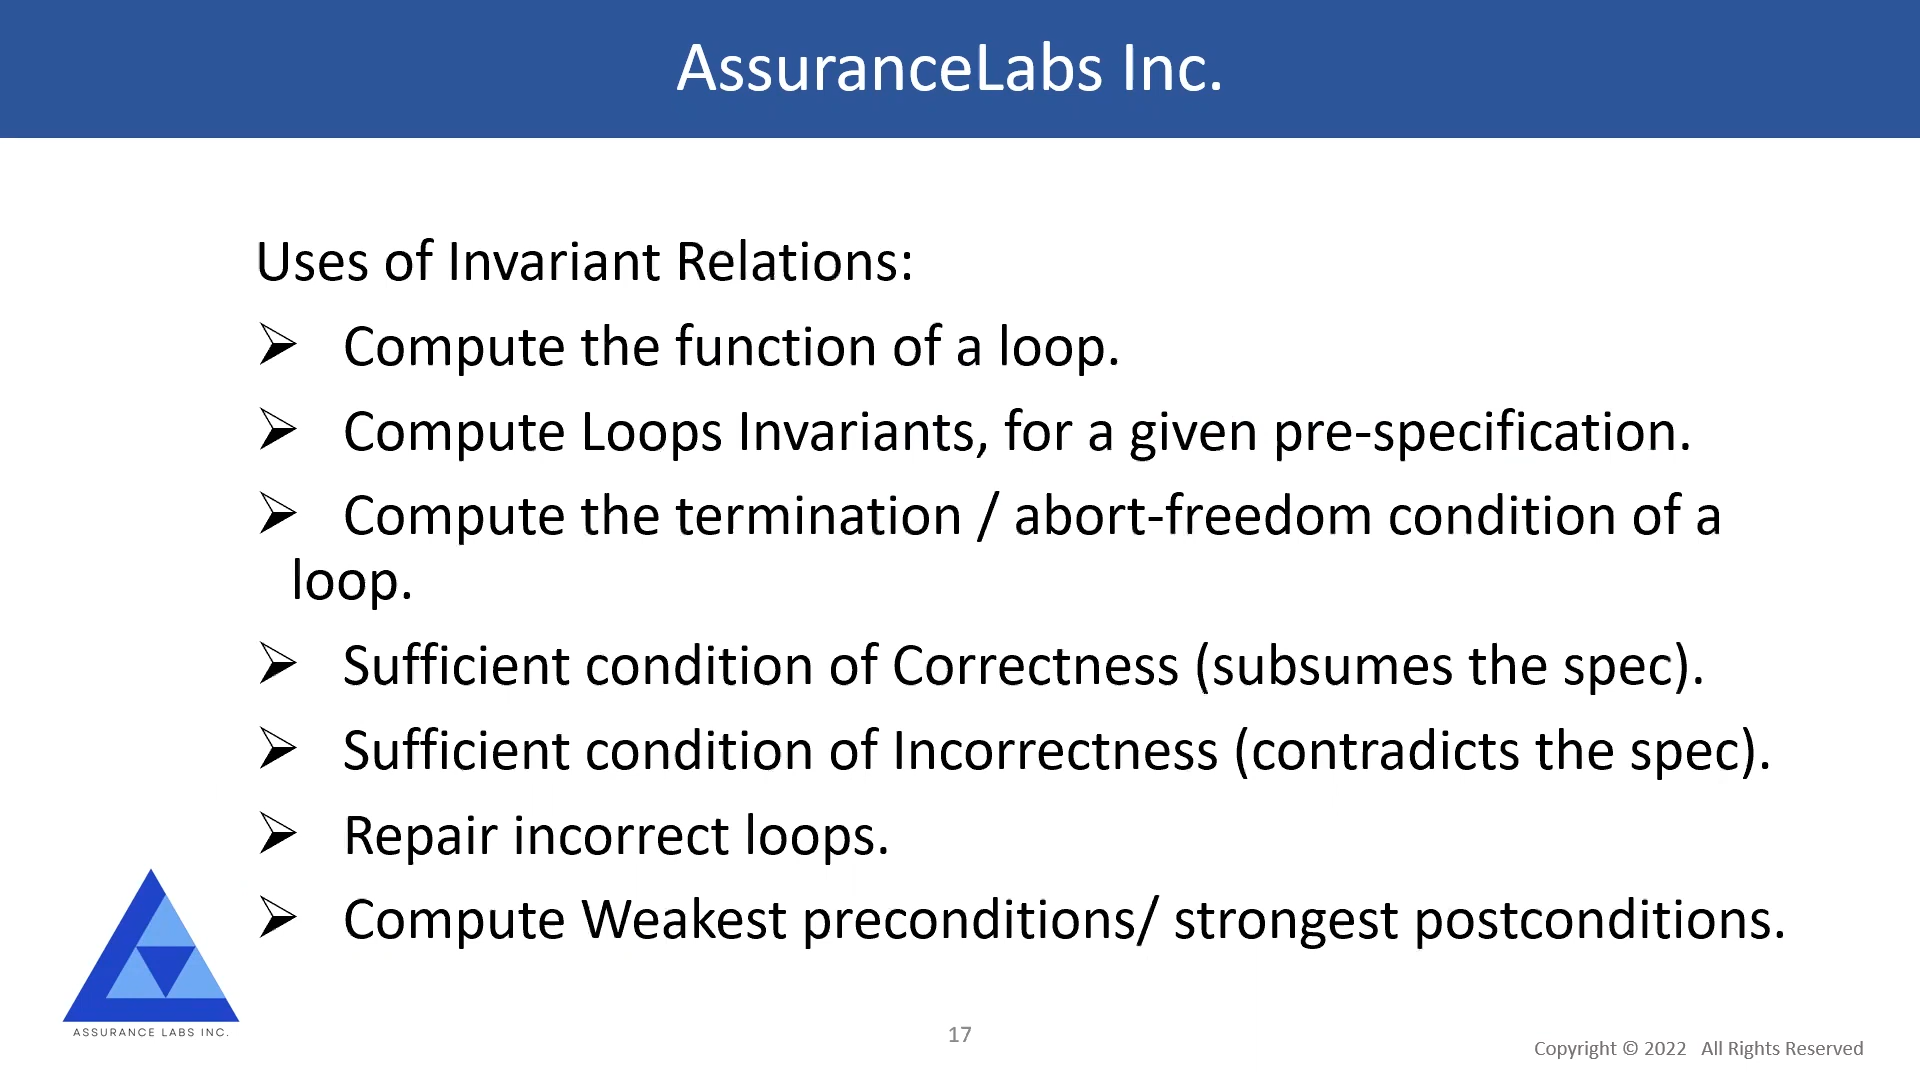 AssuranceLabs Inc.
Uses of Invariant Relations:
➢ Compute the function of a loop.
➢ Compute Loops Invariants, for a given pre-specification.
➢ Compute the termination / abort-freedom condition of a
loop.
➢ Sufficient condition of Correctness (subsumes the spec).
➢ Sufficient condition of Incorrectness (contradicts the spec).
➢ Repair incorrect loops.
➢ Compute Weakest preconditions/ strongest postconditions.
ASSURANCE LABS INC.
17
Copyright © 2022 All Rights Reserved